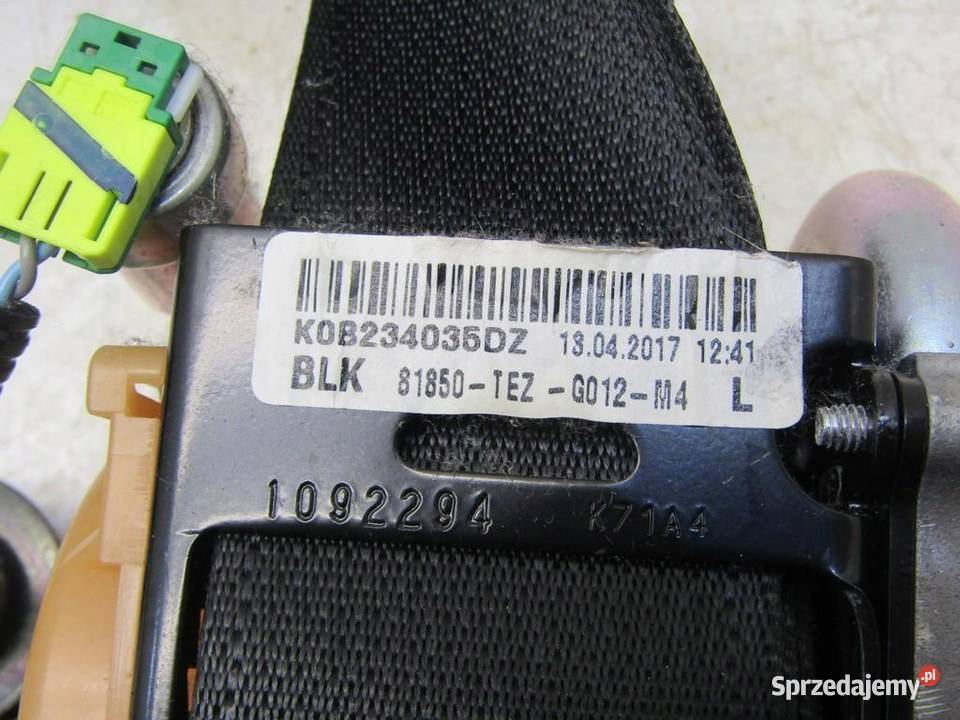 K0B234035DZ 13.04.2017 12:41
BLK 81850-TEZ-G012-M4 L
1092294 K71A4
Sprzedajemy.pl